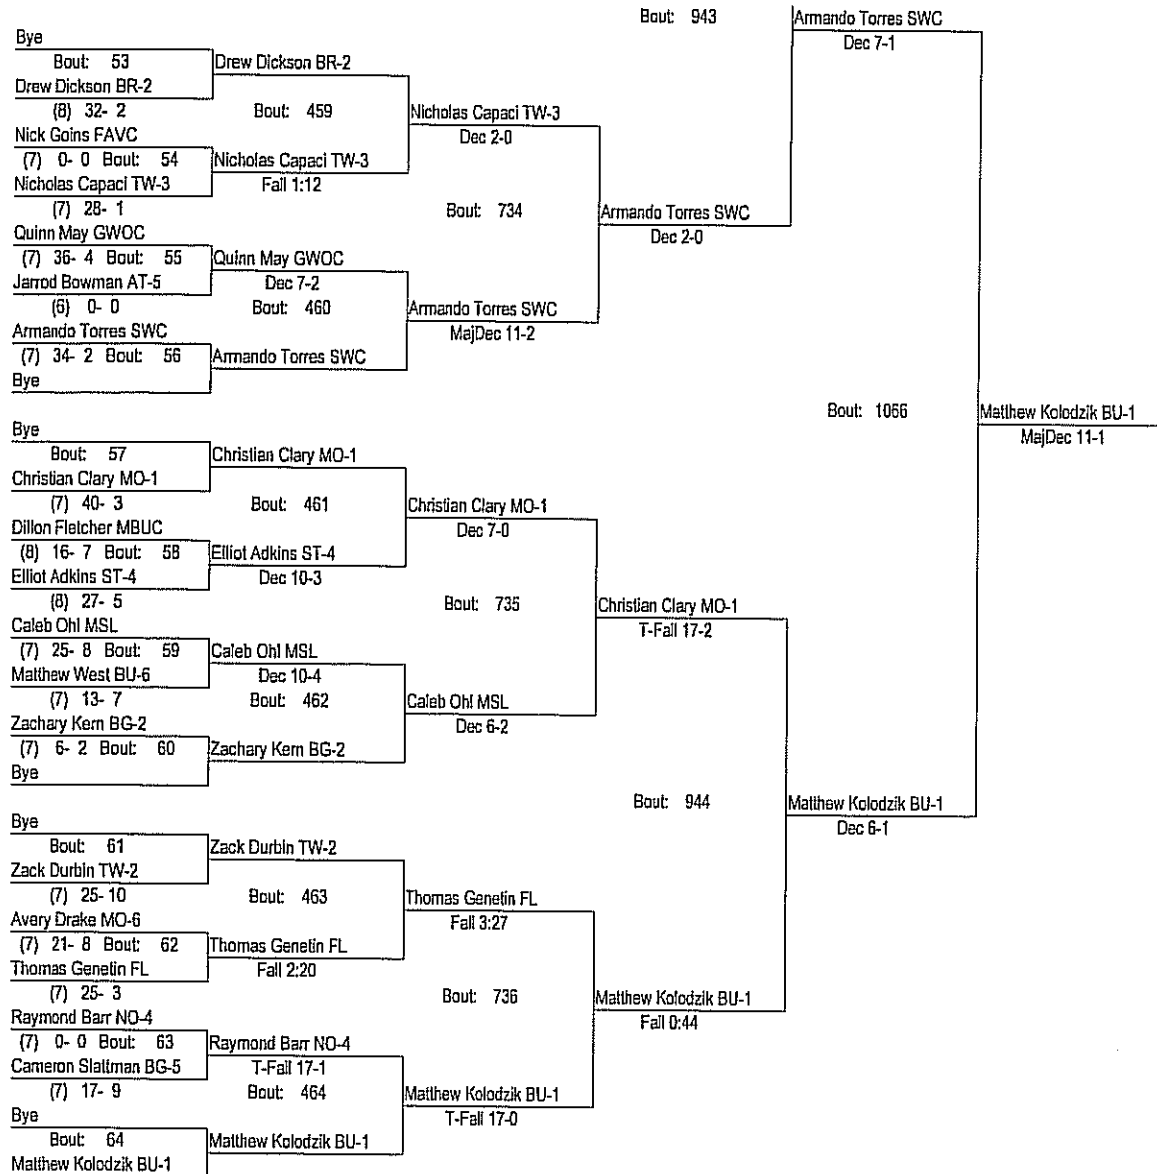 Bout: 943
Armando Torres SWC
Dec 7-1
Bye
Bout: 53
Drew Dickson BR-2
Drew Dickson BR-2
(8) 32- 2
Bout: 459
Nicholas Capaci TW-3
Dec 2-0
Nick Goins FAVC
(7) 0- 0 Bout: 54
Nicholas Capaci TW-3
Nicholas Capaci TW-3
Fall 1:12
(7) 28- 1
Bout: 734
Armando Torres SWC
Dec 2-0
Quinn May GWOC
(7) 36- 4 Bout: 55
Quinn May GWOC
Jarrod Bowman AT-5
Dec 7-2
(6) 0- 0
Bout: 460
Armando Torres SWC
MajDec 11-2
Armando Torres SWC
(7) 34- 2 Bout: 56
Armando Torres SWC
Bye
Bout: 1066
Matthew Kolodzik BU-1
MajDec 11-1
Bye
Bout: 57
Christian Clary MO-1
Christian Clary MO-1
(7) 40- 3
Bout: 461
Christian Clary MO-1
Dec 7-0
Dillon Fletcher MBUC
(8) 16- 7 Bout: 58
Elliot Adkins ST-4
Elliot Adkins ST-4
Dec 10-3
(8) 27- 5
Bout: 735
Christian Clary MO-1
T-Fall 17-2
Caleb Ohl MSL
(7) 25- 8 Bout: 59
Caleb Ohl MSL
Matthew West BU-6
Dec 10-4
(7) 13- 7
Bout: 462
Caleb Ohl MSL
Dec 6-2
Zachary Kern BG-2
(7) 6- 2 Bout: 60
Zachary Kern BG-2
Bye
Bout: 944
Matthew Kolodzik BU-1
Dec 6-1
Bye
Bout: 61
Zack Durbin TW-2
Zack Durbin TW-2
(7) 25- 10
Bout: 463
Thomas Genetin FL
Fall 3:27
Avery Drake MO-6
(7) 21- 8 Bout: 62
Thomas Genetin FL
Thomas Genetin FL
Fall 2:20
(7) 25- 3
Bout: 736
Matthew Kolodzik BU-1
Fall 0:44
Raymond Barr NO-4
(7) 0- 0 Bout: 63
Raymond Barr NO-4
Cameron Slattman BG-5
T-Fall 17-1
(7) 17- 9
Bout: 464
Matthew Kolodzik BU-1
T-Fall 17-0
Bye
Bout: 64
Matthew Kolodzik BU-1
Matthew Kolodzik BU-1